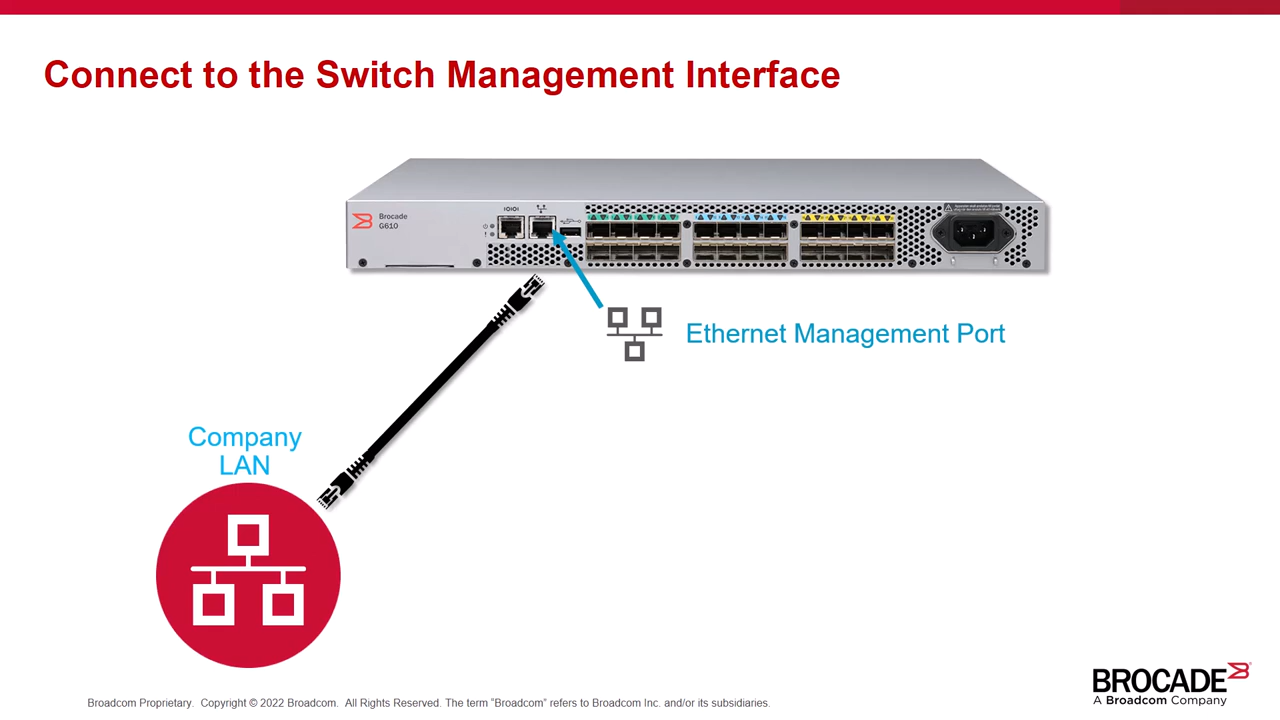 Connect to the Switch Management Interface
Brocade
G610
Ethernet Management Port
Company
LAN
BROCADE
A Broadcom Company
Broadcom Proprietary. Copyright © 2022 Broadcom. All Rights Reserved. The term "Broadcom" refers to Broadcom Inc. and/or its subsidiaries.